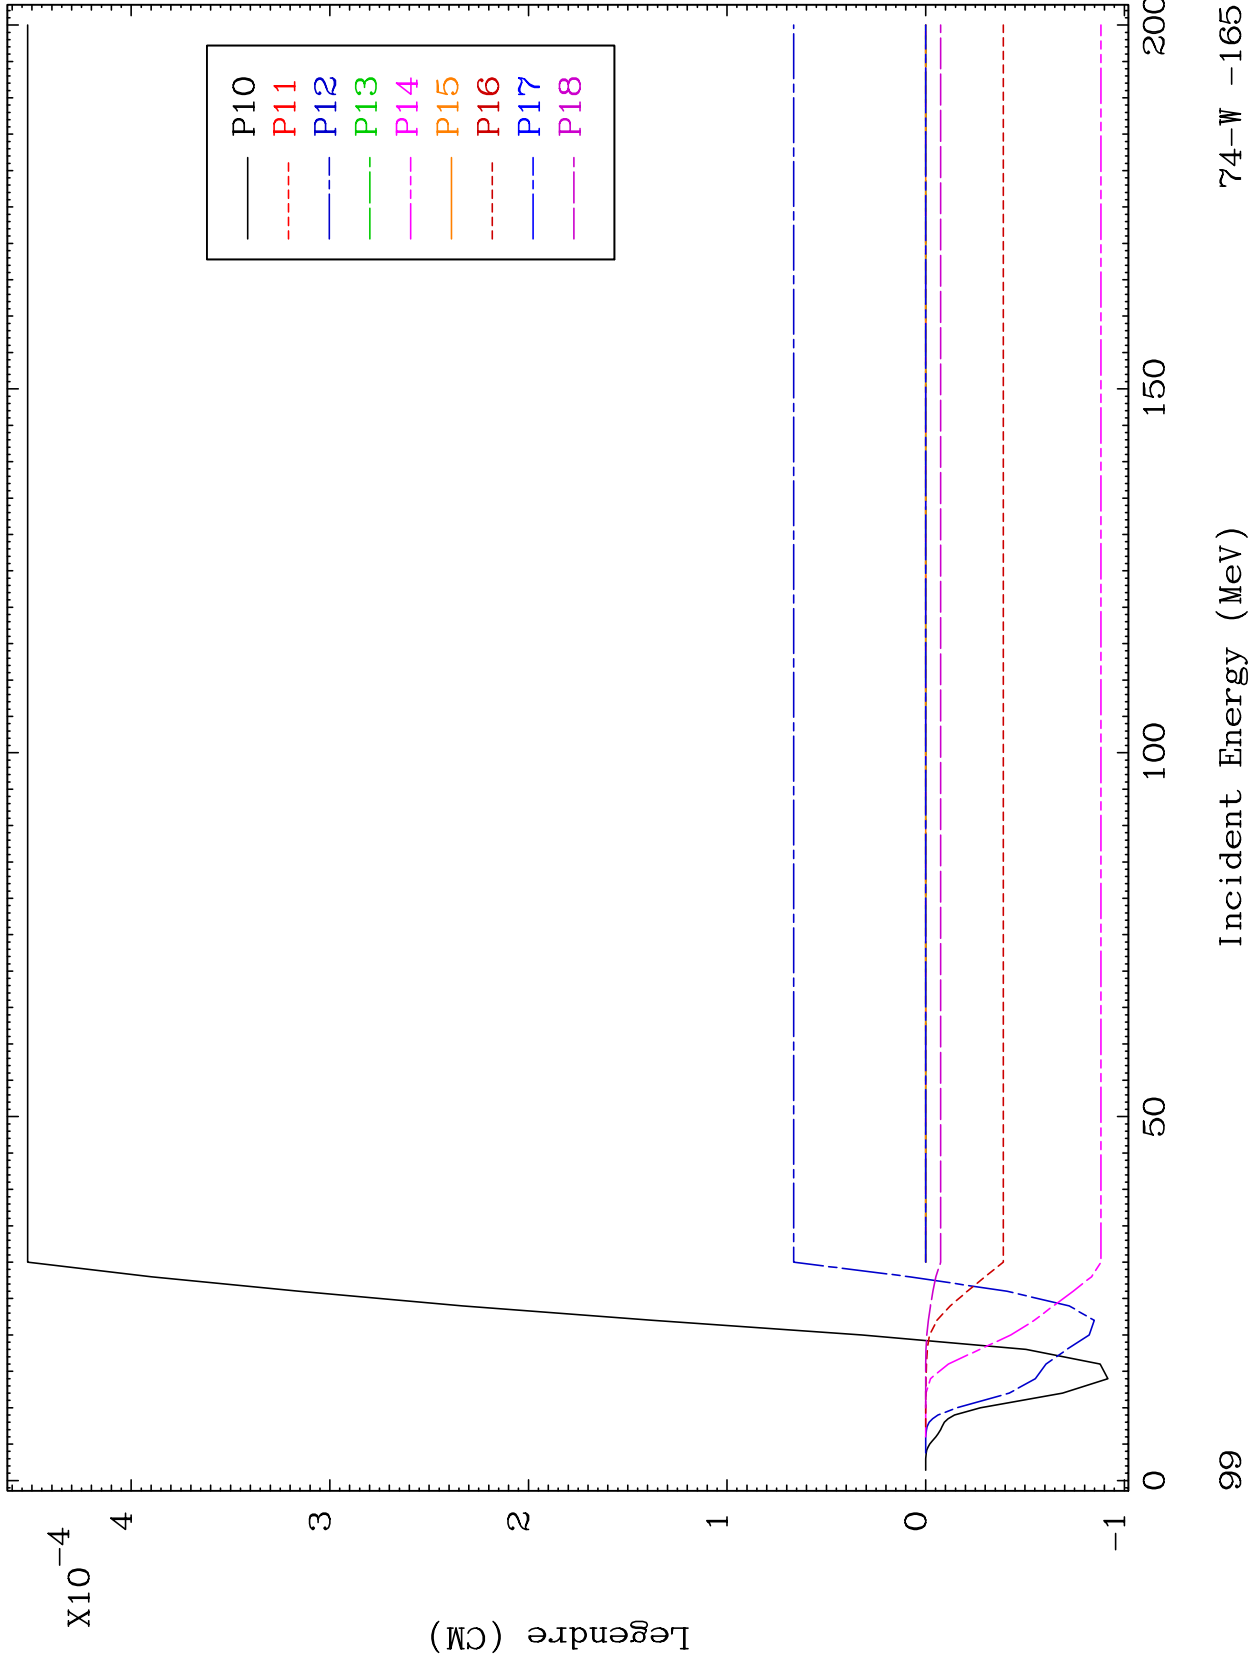 X10-4
4
3
2
1
0
-1
Legendre (CM)
P10
P11
P12
P13
P14
P15
P16
P17
P18
0
50
100
150
200
Incident Energy (MeV)
99
74-W -165